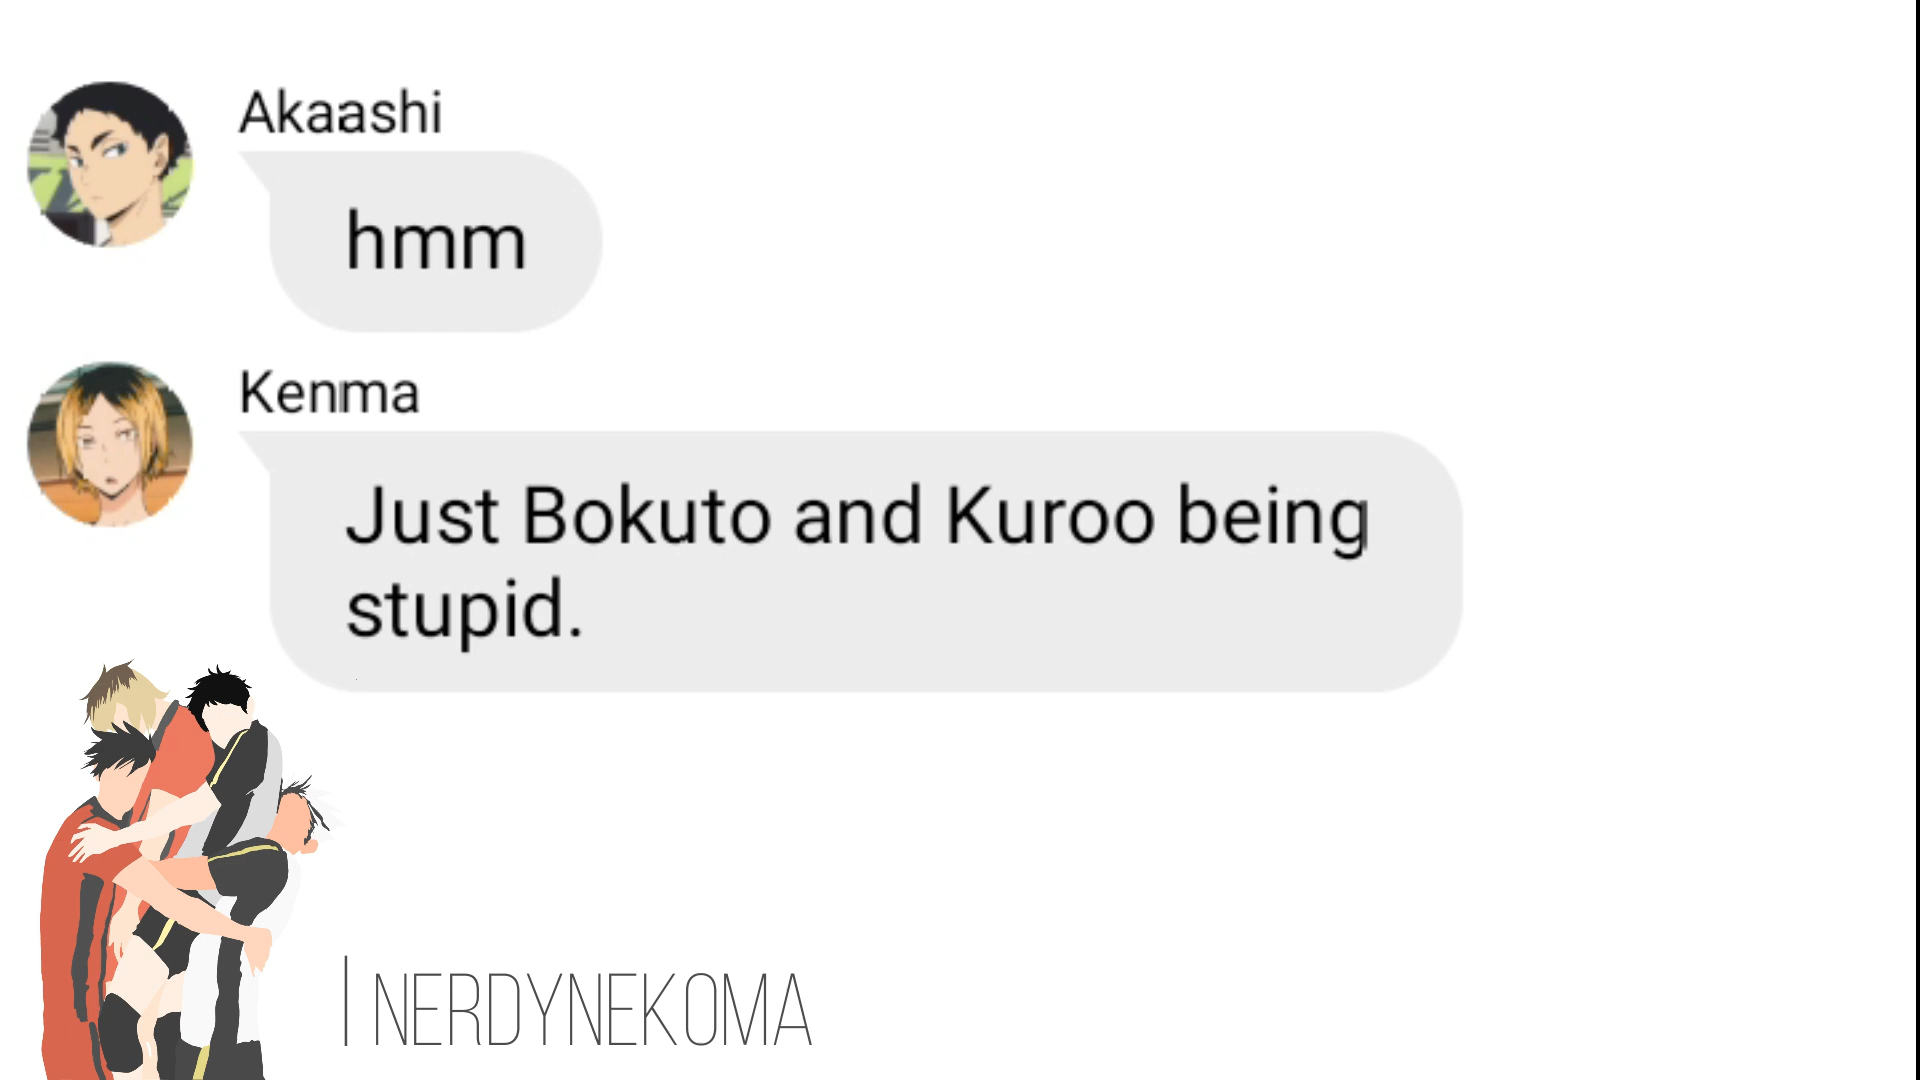 Akaashi
hmm
Kenma
Just Bokuto and Kuroo being
stupid.
| NERDYNEKOMA